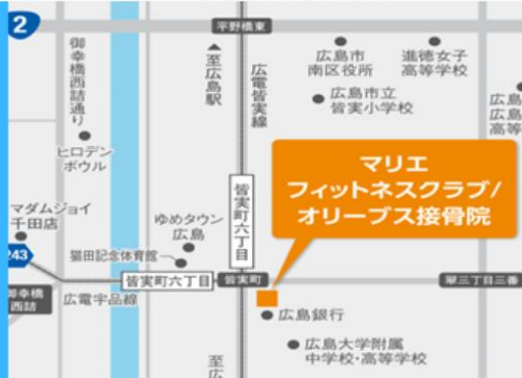 2
平野橋東
御幸橋西詰通り
至広島駅
広電皆実線
広島市
南区役所
進徳女子
高等学校
広島市立
皆実小学校
広島
広島
高等
ヒロデン
ボウル
マリエ
フィットネスクラブ/
オリーブス接骨院
皆実町六丁目
マダムジョイ
千田店
ゆめタウン
広島
猫田記念体育館
243
皆実町六丁目
皆実町
翠三丁目三番
御幸橋
西詰
広電宇品線
広島銀行
広島大学附属
中学校・高等学校
至広